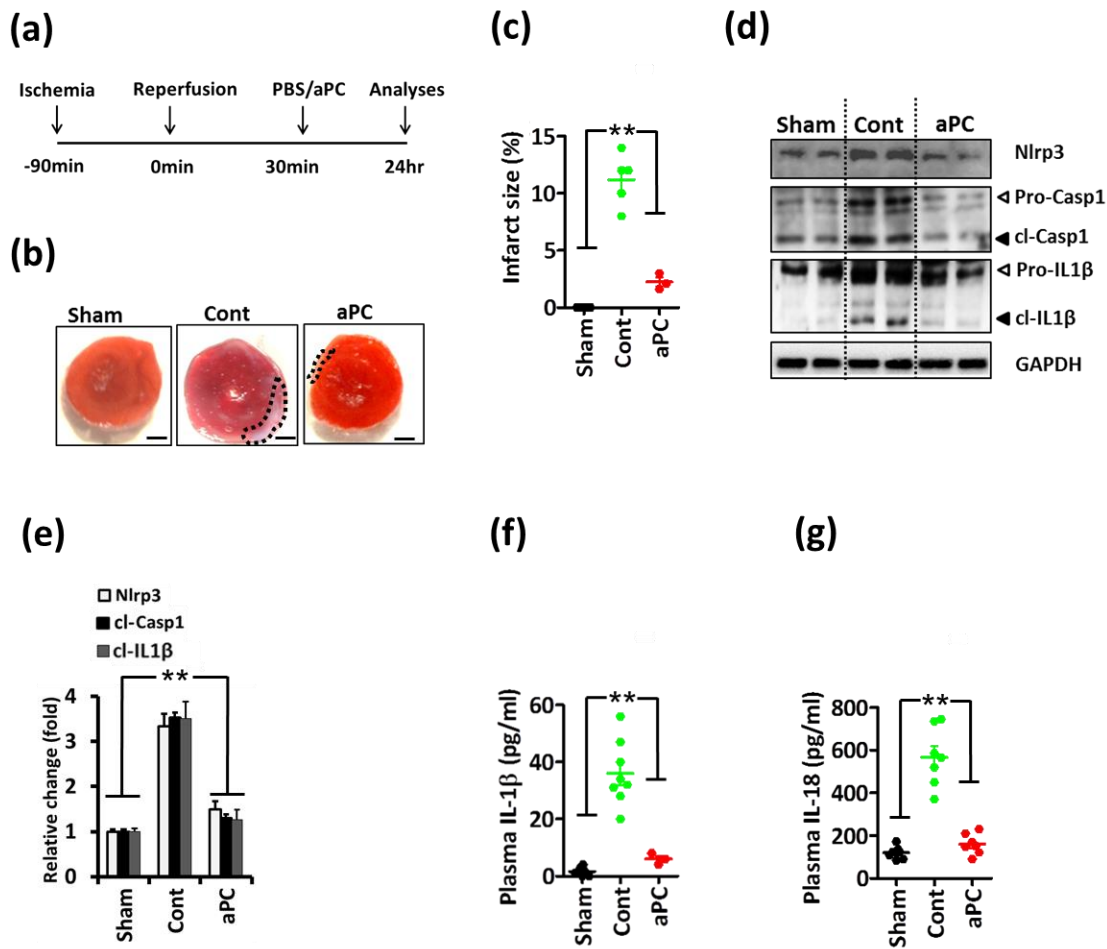 (a)
Ischemia Reperfusion PBS/aPC Analyses
-90min 0min 30min 24hr
(b)
Sham Cont aPC
(c)
Infarct size (%)
15
10
5
0
**
Sham Cont aPC
(d)
Sham Cont aPC
Nlrp3
Pro-Casp1
cl-Casp1
Pro-IL1β
cl-IL1β
GAPDH
(e)
Nlrp3
cl-Casp1
cl-IL1β
**
Relative change (fold)
4
3
2
1
0
Sham Cont aPC
(f)
Plasma IL-1β (pg/ml)
60
40
20
0
**
Sham Cont aPC
(g)
Plasma IL-18 (pg/ml)
800
600
400
200
0
**
Sham Cont aPC